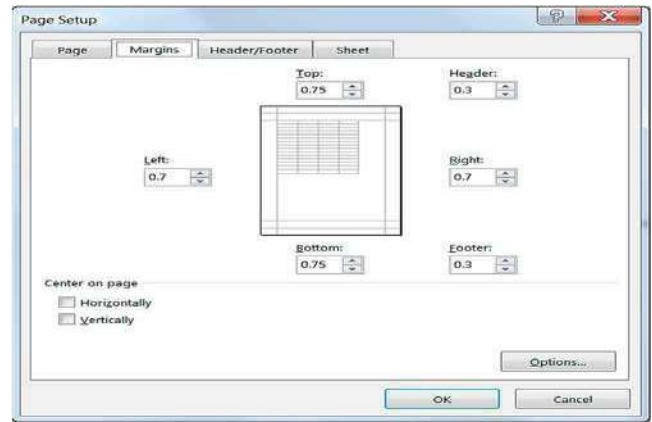 Page Setup
Page Margins Header/Footer Sheet
Top: Header:
0.75 0.3
Left: Right:
0.7 0.7
Bottom: Footer:
0.75 0.3
Center on page
Horizontally
Vertically
Options...
OK Cancel